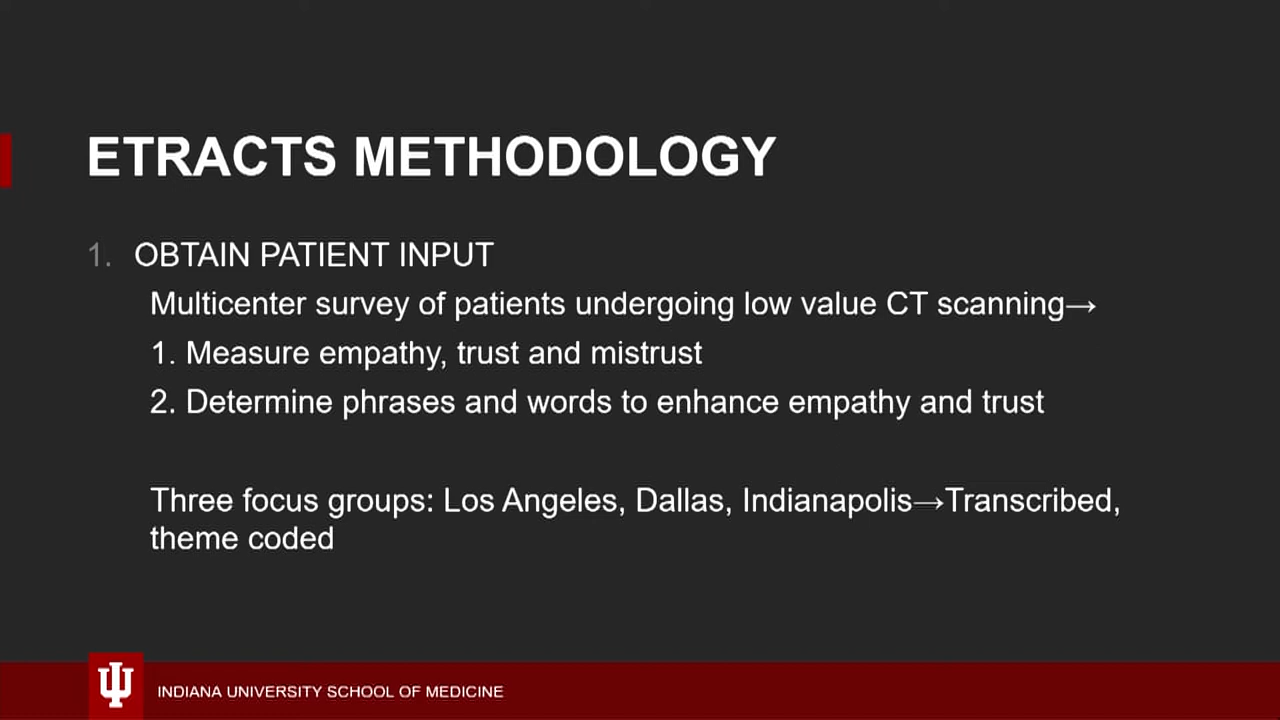 ETRACTS METHODOLOGY
1. OBTAIN PATIENT INPUT
Multicenter survey of patients undergoing low value CT scanning→
1. Measure empathy, trust and mistrust
2. Determine phrases and words to enhance empathy and trust
Three focus groups: Los Angeles, Dallas, Indianapolis→Transcribed,
theme coded
INDIANA UNIVERSITY SCHOOL OF MEDICINE